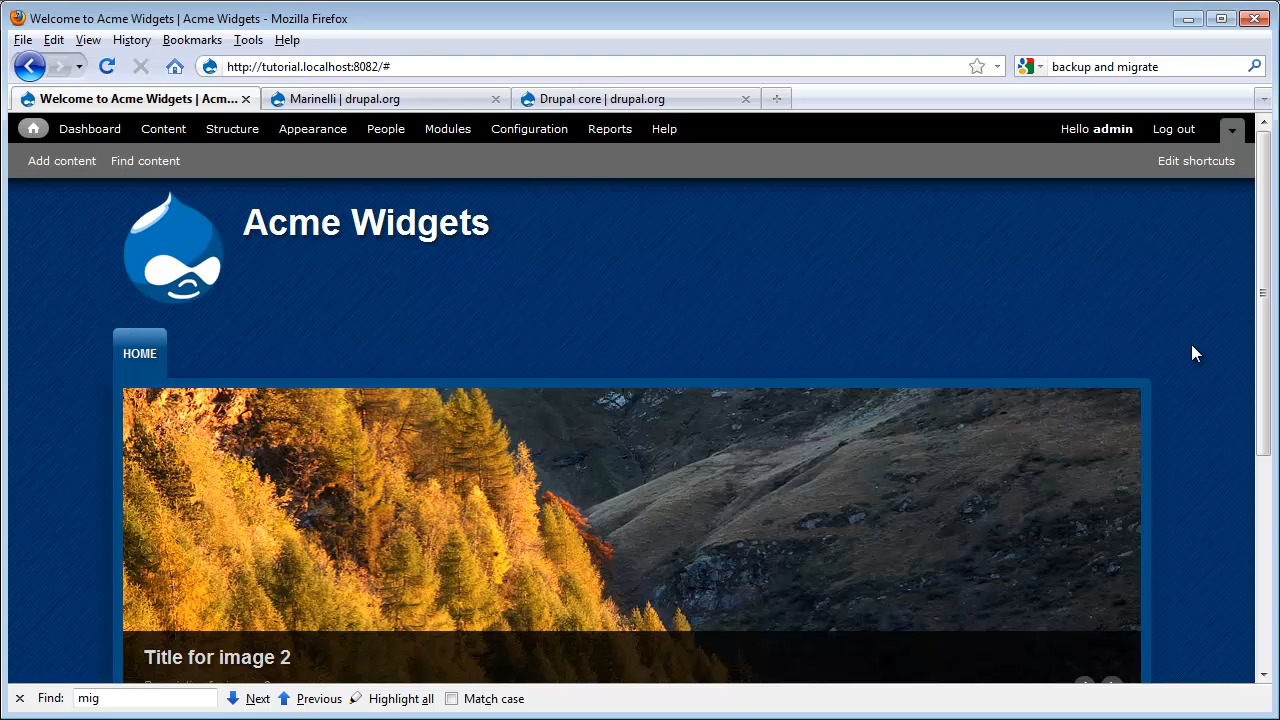 Welcome to Acme Widgets | Acme Widgets - Mozilla Firefox
File Edit View History Bookmarks Tools Help
http://tutorial.localhost:8082/# backup and migrate
Welcome to Acme Widgets | Acm... Marinelli | drupal.org Drupal core | drupal.org
Dashboard Content Structure Appearance People Modules Configuration Reports Help Hello admin Log out
Add content Find content Edit shortcuts
Acme Widgets
HOME
Title for image 2
Find: mig Next Previous Highlight all Match case